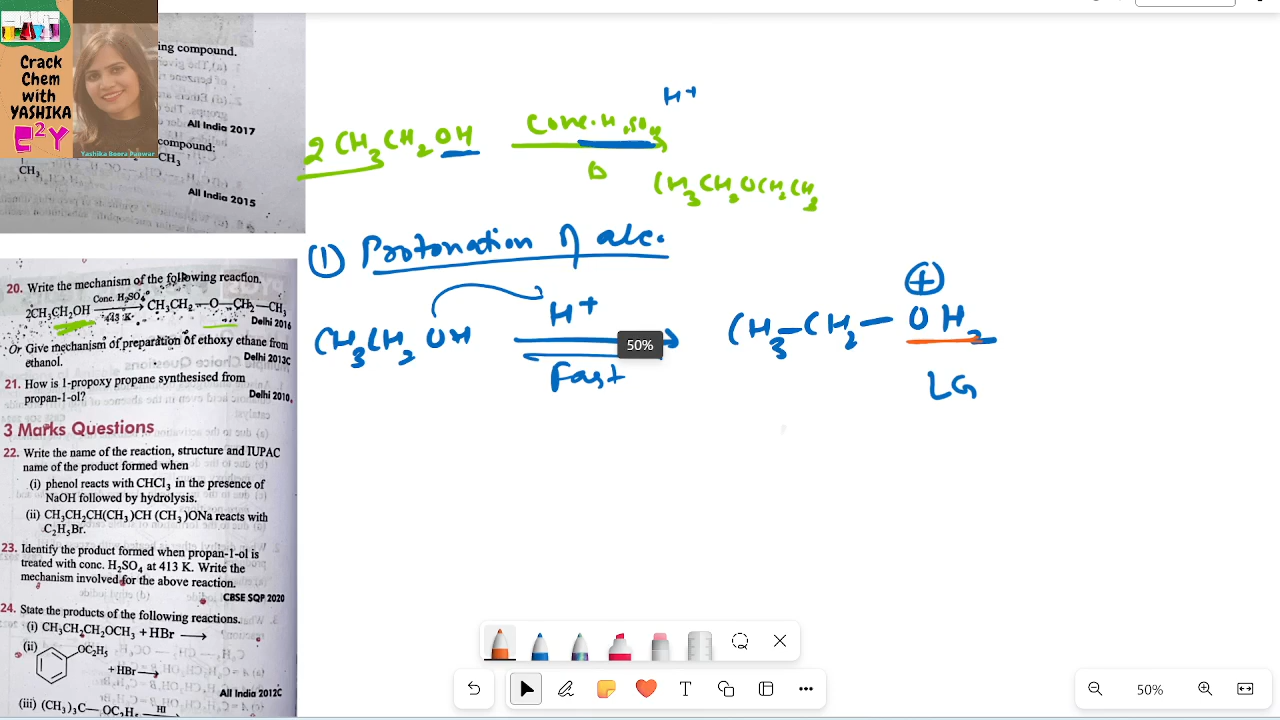 Crack
Chem
with
YASHIKA
E²Y
Yashika Boora Panwar
ing compound.
All India 2017
compound:
CH₃
CH₃
All India 2015
20. Write the mechanism of the following reaction.
2CH₃CH₂OH Conc. H₂SO₄ 413 K → CH₃CH₂—O—CH₂—CH₃
Delhi 2016
Or Give mechanism of preparation of ethoxy ethane from
ethanol. Delhi 2013C
21. How is 1-propoxy propane synthesised from
propan-1-ol? Delhi 2010,
3 Marks Questions
22. Write the name of the reaction, structure and IUPAC
name of the product formed when
(i) phenol reacts with CHCl₃ in the presence of
NaOH followed by hydrolysis.
(ii) CH₃CH₂CH(CH₃)CH (CH₃)ONa reacts with
C₂H₅Br.
23. Identify the product formed when propan-1-ol is
treated with conc. H₂SO₄ at 413 K. Write the
mechanism involved for the above reaction.
CBSE SQP 2020
24. State the products of the following reactions.
(i) CH₃CH₂CH₂OCH₃ + HBr ⟶
(ii) OC₂H₅
+ HBr ⟶
All India 2012C
(iii) (CH₃)₃C— OC₂H₅ HI
H+
2 CH₃CH₂OH Conc. H₂SO₄ Δ
CH₃CH₂OCH₂CH₃
① Protonation of alc.
CH₃CH₂OH H+ Fast CH₃-CH₂-OH₂ ⊕
LG
50%
50%